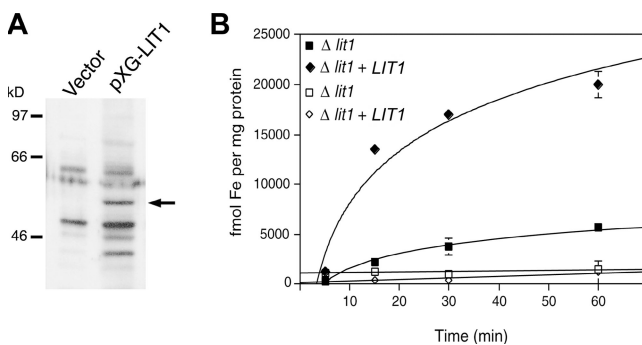 A
Vector
pXG-LIT1
kD
97
66
46
B
25000
20000
15000
10000
5000
0
fmol Fe per mg protein
Δ lit1
Δ lit1 + LIT1
Δ lit1
Δ lit1 + LIT1
10 20 30 40 50 60
Time (min)